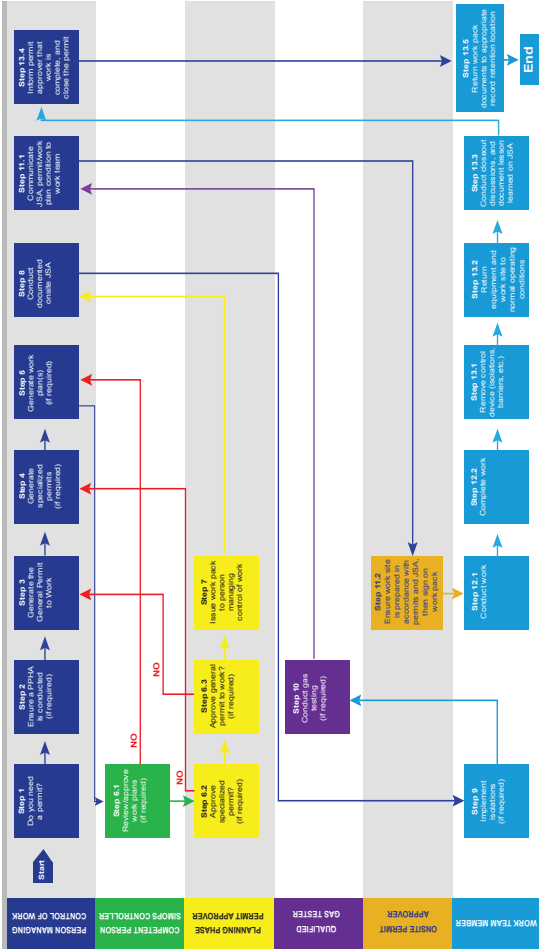 PERSON MANAGING
CONTROL OF WORK
Start
Step 1
Do you need
a permit?
Step 2
Ensure a PPHA
is conducted
(if required)
Step 3
Generate the
General Permit
to Work
Step 4
Generate
specialized
permits
(if required)
Step 5
Generate work
plan(s)
(if required)
Step 8
Conduct
documented
onsite JSA
Step 11.1
Communicate
JSA, permit/work
plan condition to
work team
Step 13.4
Inform permit
approver that
work is
complete, and
close the permit
COMPETENT PERSON
SIMOPS CONTROLLER
Step 6.1
Review/approve
work plans
(if required)
NO
NO
NO
PLANNING PHASE
PERMIT APPROVER
Step 6.2
Approve
specialized
permit?
(if required)
Step 6.3
Approve general
permit to work?
(if required)
Step 7
Issue work pack
to person
managing
control of work
QUALIFIED
GAS TESTER
Step 10
Conduct gas
testing
(if required)
ONSITE PERMIT
APPROVER
Step 11.2
Ensure work site
is prepared in
accordance with
permits and JSA,
then sign on
work pack
WORK TEAM MEMBER
Step 9
Implement
isolations
(if required)
Step 12.1
Conduct work
Step 12.2
Complete work
Step 13.1
Remove control
device (isolations,
barriers, etc.)
Step 13.2
Return
equipment and
work site to
normal operating
conditions
Step 13.3
Conduct closeout
discussions, and
document lesson
learned on JSA
Step 13.5
Return work pack
documents to appropriate
record retention location
End